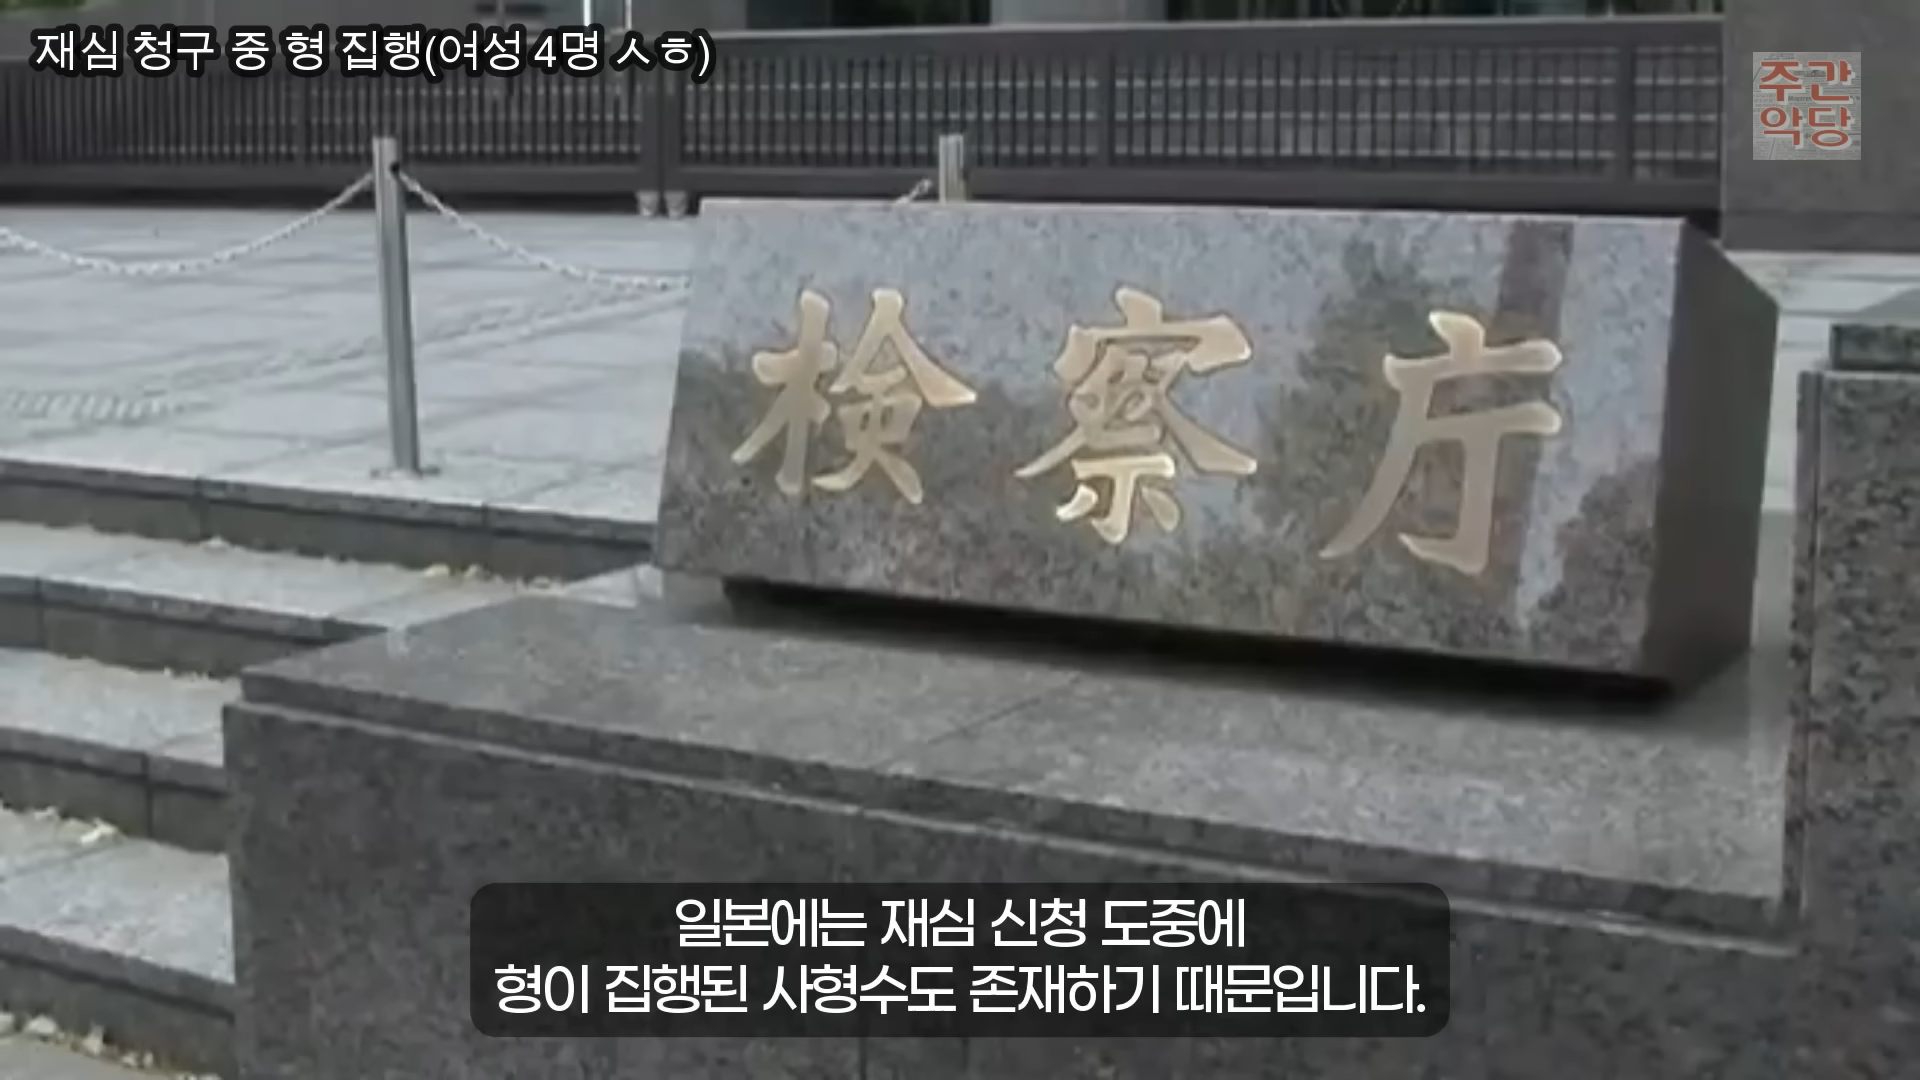 재심 청구 중 형 집행(여성 4명 ㅅㅎ)
주간
악당
検察庁
일본에는 재심 신청 도중에
형이 집행된 사형수도 존재하기 때문입니다.